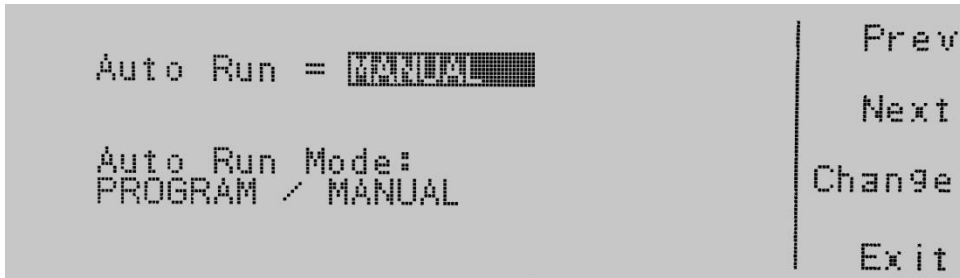 Auto Run = MANUAL
Auto Run Mode:
PROGRAM / MANUAL
Prev
Next
Change
Exit